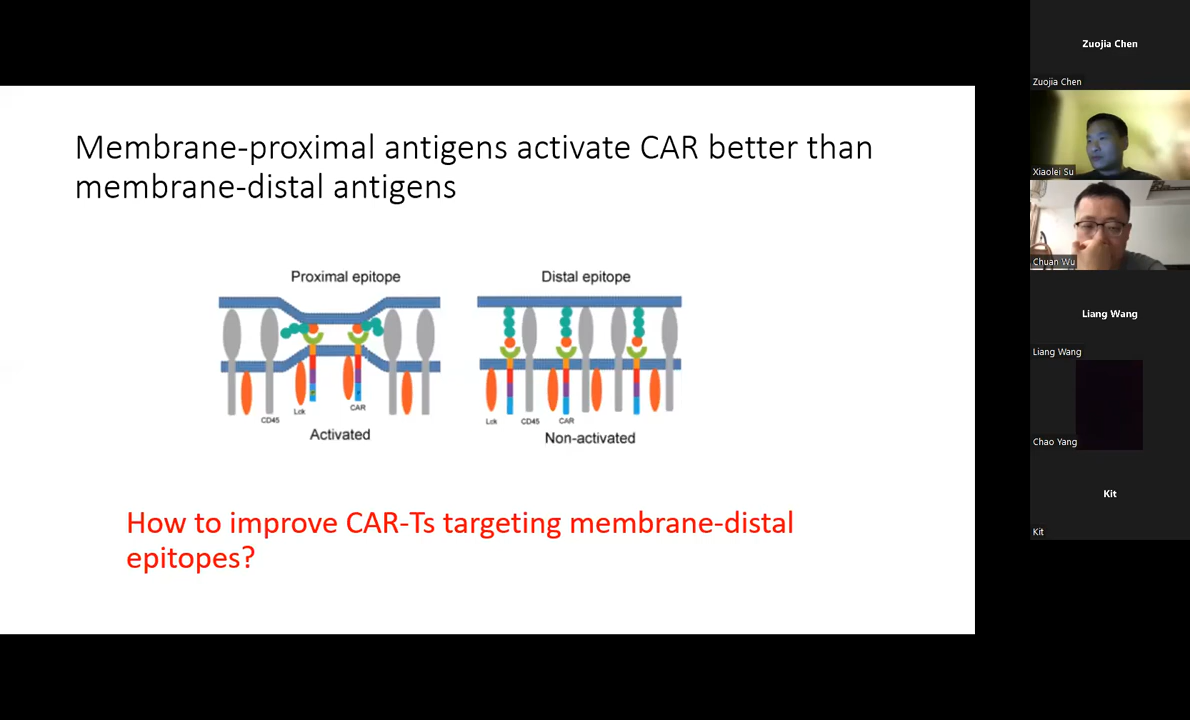 Membrane-proximal antigens activate CAR better than
membrane-distal antigens
Proximal epitope
Distal epitope
CD45
Lck
CAR
Activated
Lck
CD45
CAR
Non-activated
How to improve CAR-Ts targeting membrane-distal
epitopes?
Zuojia Chen
Zuojia Chen
Xiaolei Su
Chuan Wu
Liang Wang
Liang Wang
Chao Yang
Kit
Kit